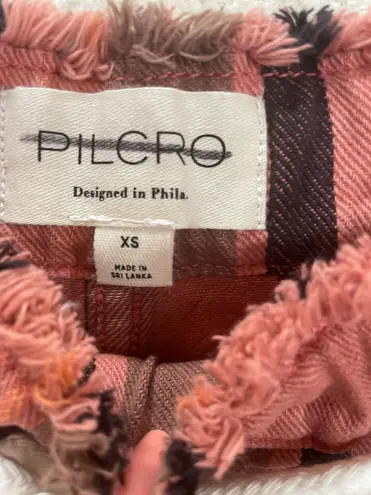 PILCRO
Designed in Phila.
XS
MADE IN
SRI LANKA